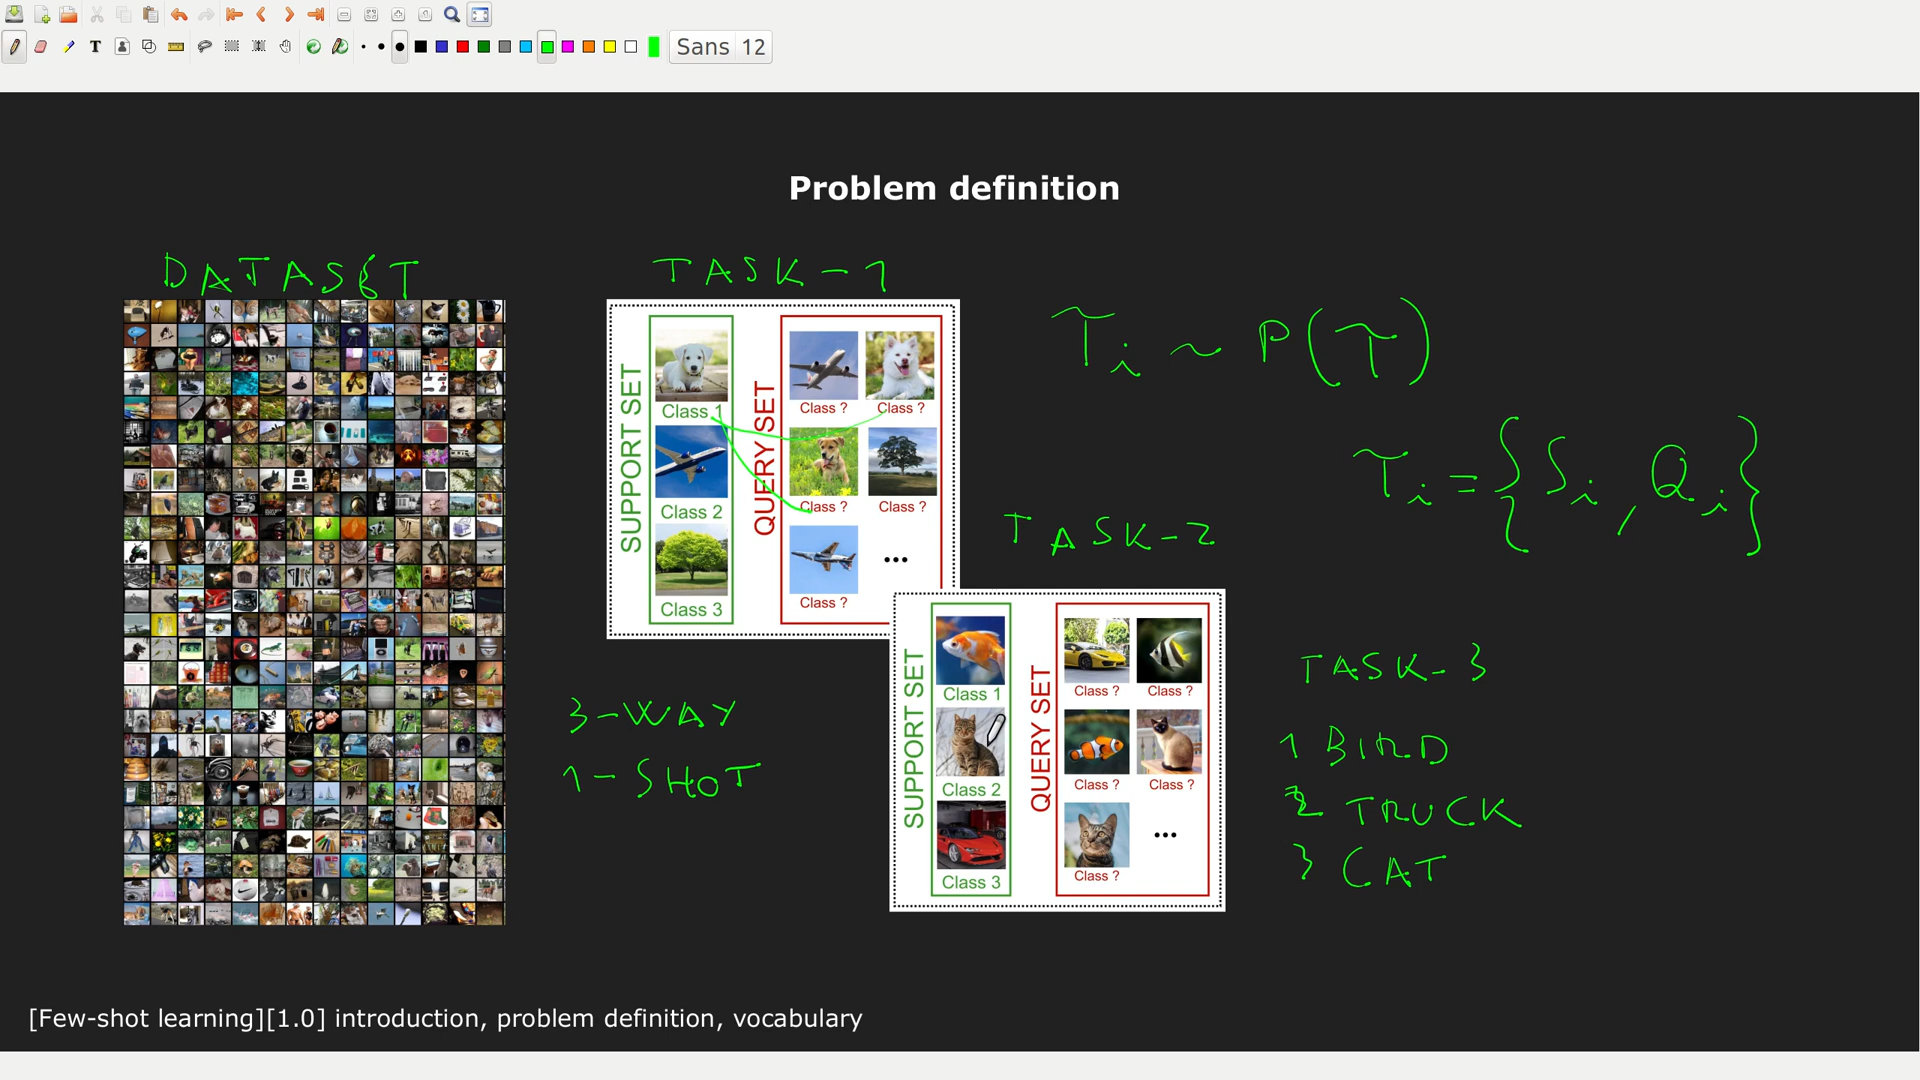 Sans 12
Problem definition
DATASET
TASK-1
SUPPORT SET
Class 1
Class 2
Class 3
QUERY SET
Class ?
Class ?
Class ?
Class ?
Class ?
...
τi ~ P(τ)
τi = {Si, Qi}
TASK-2
SUPPORT SET
Class 1
Class 2
Class 3
QUERY SET
Class ?
Class ?
Class ?
Class ?
Class ?
...
3-WAY
1-SHOT
TASK-3
1 BIRD
2 TRUCK
3 CAT
[Few-shot learning][1.0] introduction, problem definition, vocabulary